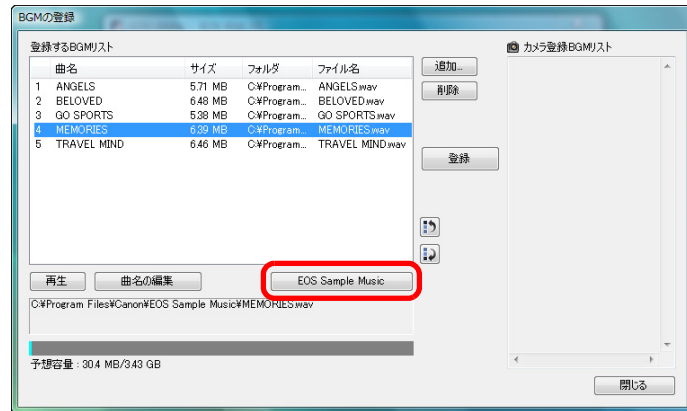 BGMの登録
登録するBGMリスト
曲名 サイズ フォルダ ファイル名
1 ANGELS 5.71 MB C:¥Program... ANGELS.wav
2 BELOVED 6.48 MB C:¥Program... BELOVED.wav
3 GO SPORTS 5.38 MB C:¥Program... GO SPORTS.wav
4 MEMORIES 6.39 MB C:¥Program... MEMORIES.wav
5 TRAVEL MIND 6.46 MB C:¥Program... TRAVEL MIND.wav
追加...
削除
登録
カメラ登録BGMリスト
再生 曲名の編集 EOS Sample Music
C:¥Program Files¥Canon¥EOS Sample Music¥MEMORIES.wav
予想容量 : 30.4 MB/3.43 GB
閉じる